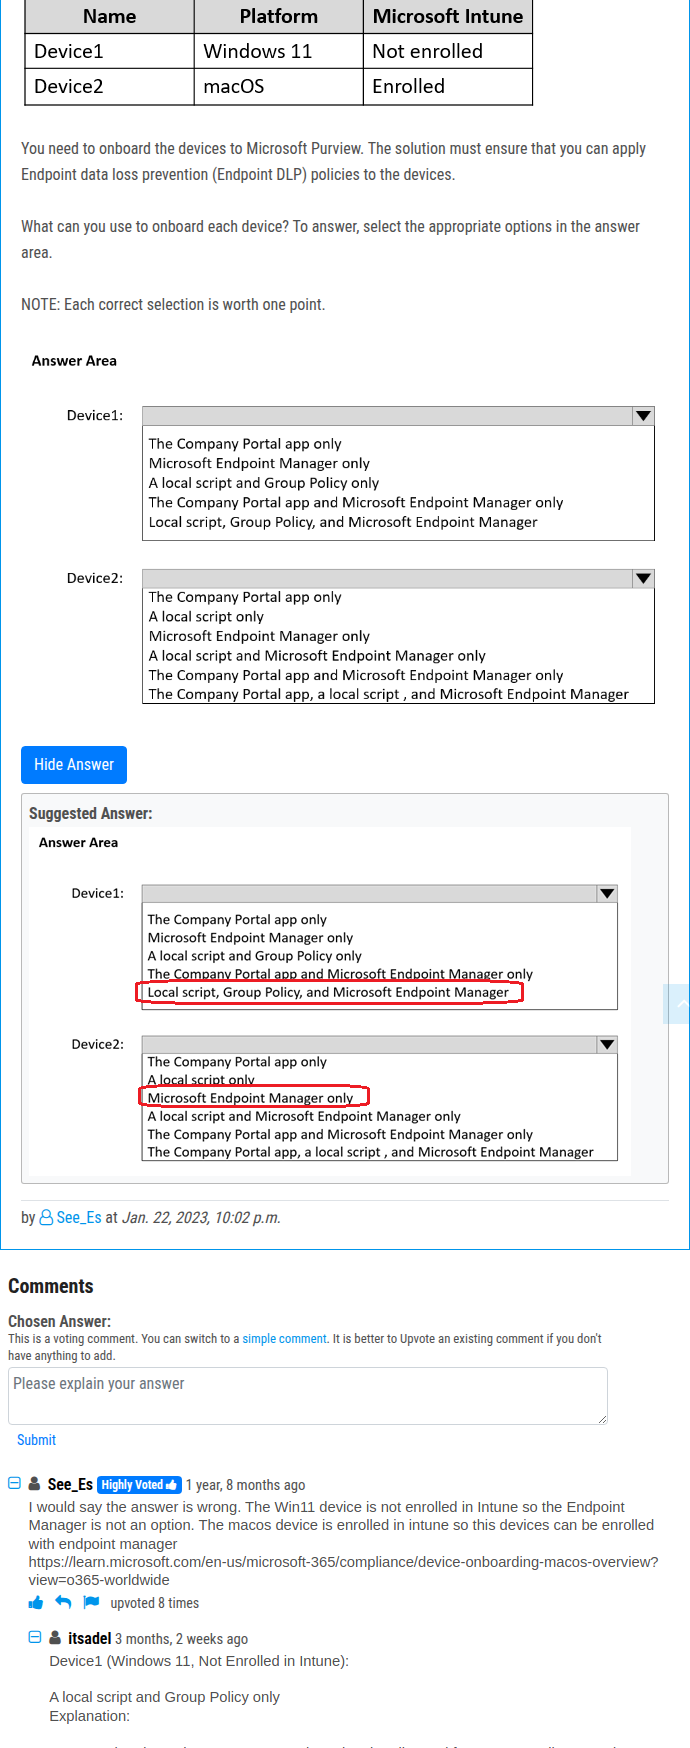 Name Platform Microsoft Intune
Device1 Windows 11 Not enrolled
Device2 macOS Enrolled
You need to onboard the devices to Microsoft Purview. The solution must ensure that you can apply
Endpoint data loss prevention (Endpoint DLP) policies to the devices.
What can you use to onboard each device? To answer, select the appropriate options in the answer
area.
NOTE: Each correct selection is worth one point.
Answer Area
Device1:
The Company Portal app only
Microsoft Endpoint Manager only
A local script and Group Policy only
The Company Portal app and Microsoft Endpoint Manager only
Local script, Group Policy, and Microsoft Endpoint Manager
Device2:
The Company Portal app only
A local script only
Microsoft Endpoint Manager only
A local script and Microsoft Endpoint Manager only
The Company Portal app and Microsoft Endpoint Manager only
The Company Portal app, a local script , and Microsoft Endpoint Manager
Hide Answer
Suggested Answer:
Answer Area
Device1:
The Company Portal app only
Microsoft Endpoint Manager only
A local script and Group Policy only
The Company Portal app and Microsoft Endpoint Manager only
Local script, Group Policy, and Microsoft Endpoint Manager
Device2:
The Company Portal app only
A local script only
Microsoft Endpoint Manager only
A local script and Microsoft Endpoint Manager only
The Company Portal app and Microsoft Endpoint Manager only
The Company Portal app, a local script , and Microsoft Endpoint Manager
by See_Es at Jan. 22, 2023, 10:02 p.m.
Comments
Chosen Answer:
This is a voting comment. You can switch to a simple comment. It is better to Upvote an existing comment if you don't
have anything to add.
Please explain your answer
Submit
See_Es Highly Voted 1 year, 8 months ago
I would say the answer is wrong. The Win11 device is not enrolled in Intune so the Endpoint
Manager is not an option. The macos device is enrolled in intune so this devices can be enrolled
with endpoint manager
https://learn.microsoft.com/en-us/microsoft-365/compliance/device-onboarding-macos-overview?
view=o365-worldwide
upvoted 8 times
itsadel 3 months, 2 weeks ago
Device1 (Windows 11, Not Enrolled in Intune):
A local script and Group Policy only
Explanation: